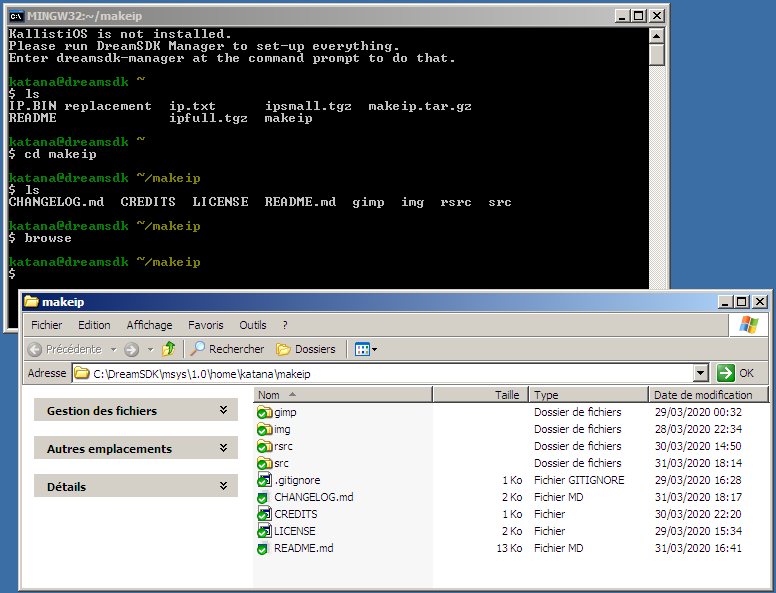 MINGW32:~/makeip
KallistiOS is not installed.
Please run DreamSDK Manager to set-up everything.
Enter dreamsdk-manager at the command prompt to do that.
katana@dreamsdk ~
$ ls
IP.BIN replacement  ip.txt      ipsmall.tgz  makeip.tar.gz
README              ipfull.tgz  makeip
katana@dreamsdk ~
$ cd makeip
katana@dreamsdk ~/makeip
$ ls
CHANGELOG.md  CREDITS  LICENSE  README.md  gimp  img  rsrc  src
katana@dreamsdk ~/makeip
$ browse
katana@dreamsdk ~/makeip
$
makeip
Fichier Edition Affichage Favoris Outils ?
Précédente Rechercher Dossiers
Adresse C:\DreamSDK\msys\1.0\home\katana\makeip OK
Gestion des fichiers
Autres emplacements
Détails
Nom Taille Type Date de modification
gimp Dossier de fichiers 29/03/2020 00:32
img Dossier de fichiers 28/03/2020 22:34
rsrc Dossier de fichiers 30/03/2020 14:50
src Dossier de fichiers 31/03/2020 18:14
.gitignore 1 Ko Fichier GITIGNORE 29/03/2020 16:28
CHANGELOG.md 2 Ko Fichier MD 31/03/2020 18:17
CREDITS 1 Ko Fichier 30/03/2020 22:20
LICENSE 2 Ko Fichier 29/03/2020 15:34
README.md 13 Ko Fichier MD 31/03/2020 16:41